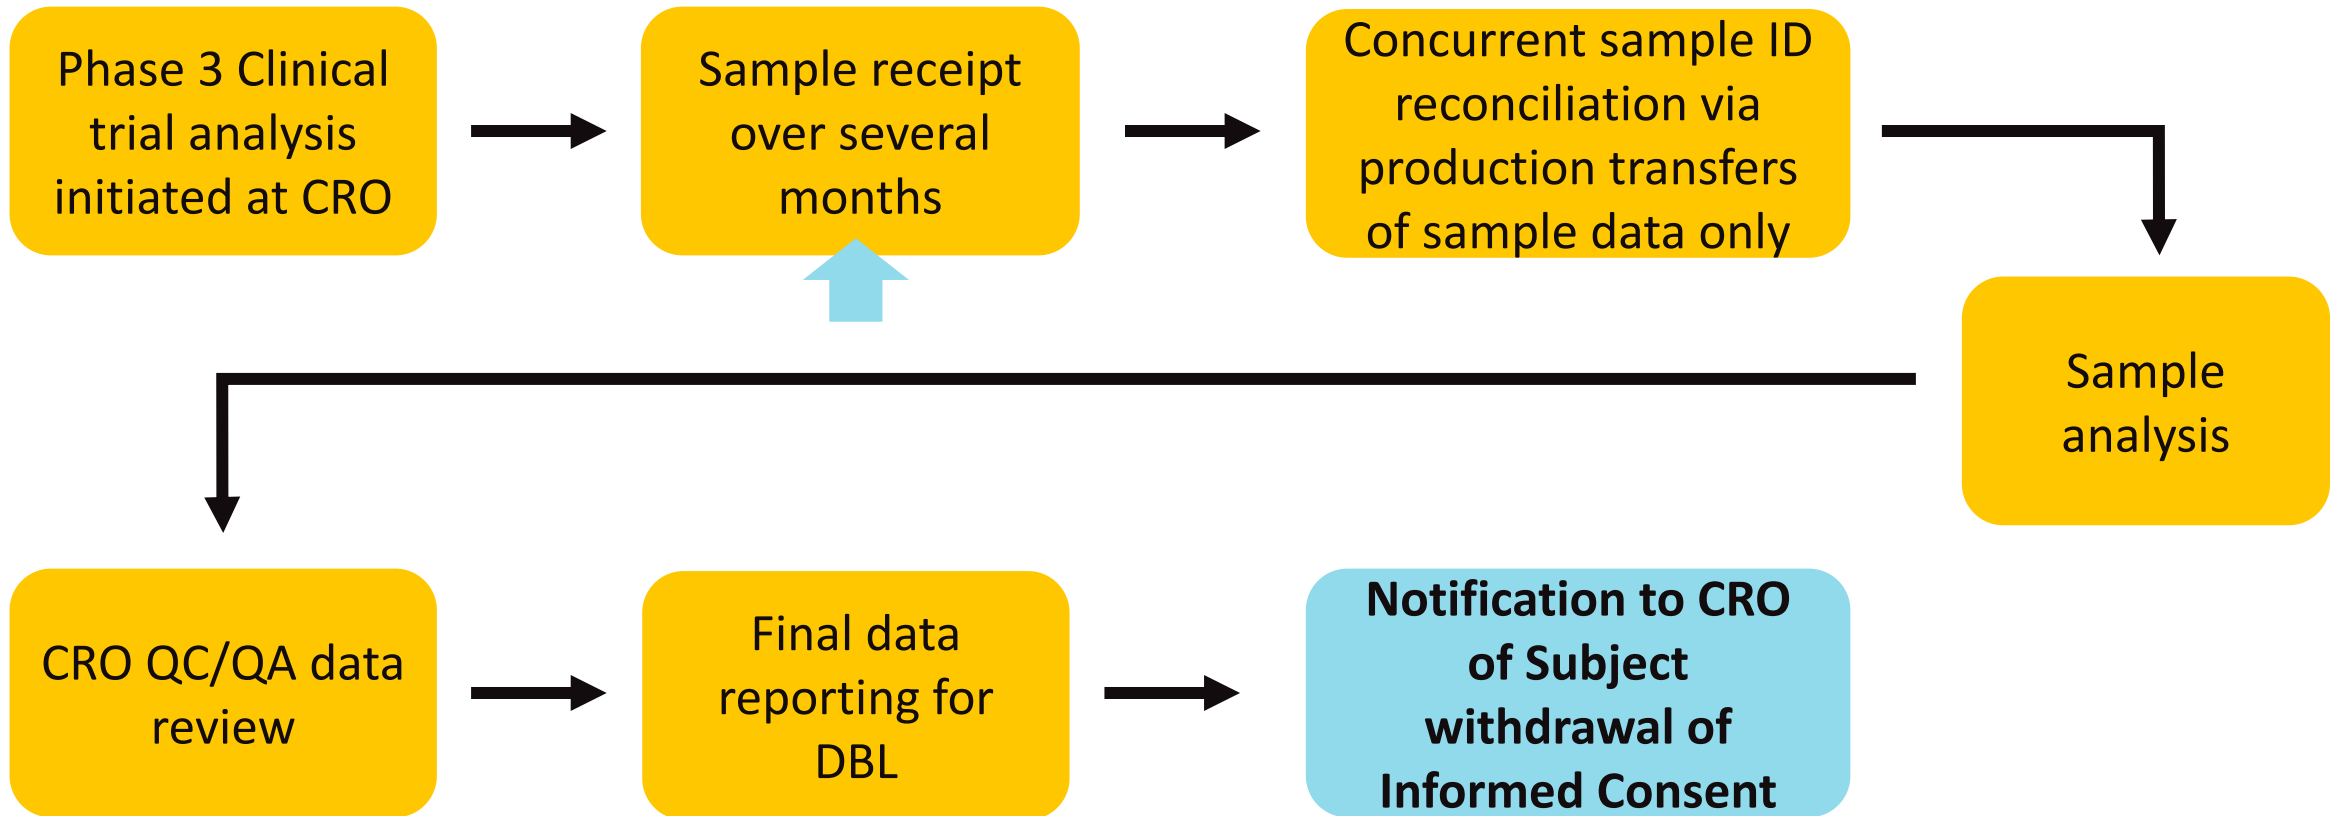 Phase 3 Clinical
trial analysis
initiated at CRO
Sample receipt
over several
months
Concurrent sample ID
reconciliation via
production transfers
of sample data only
Sample
analysis
CRO QC/QA data
review
Final data
reporting for
DBL
Notification to CRO
of Subject
withdrawal of
Informed Consent